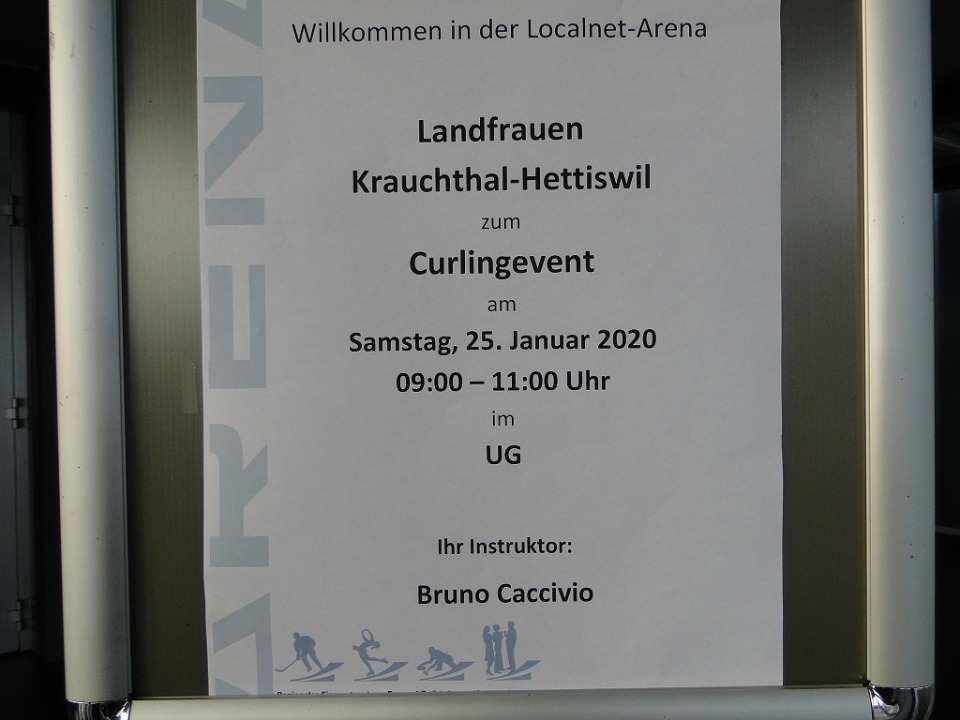 Willkommen in der Localnet-Arena
Landfrauen
Krauchthal-Hettiswil
zum
Curlingevent
am
Samstag, 25. Januar 2020
09:00 – 11:00 Uhr
im
UG
Ihr Instruktor:
Bruno Caccivio
ARENA